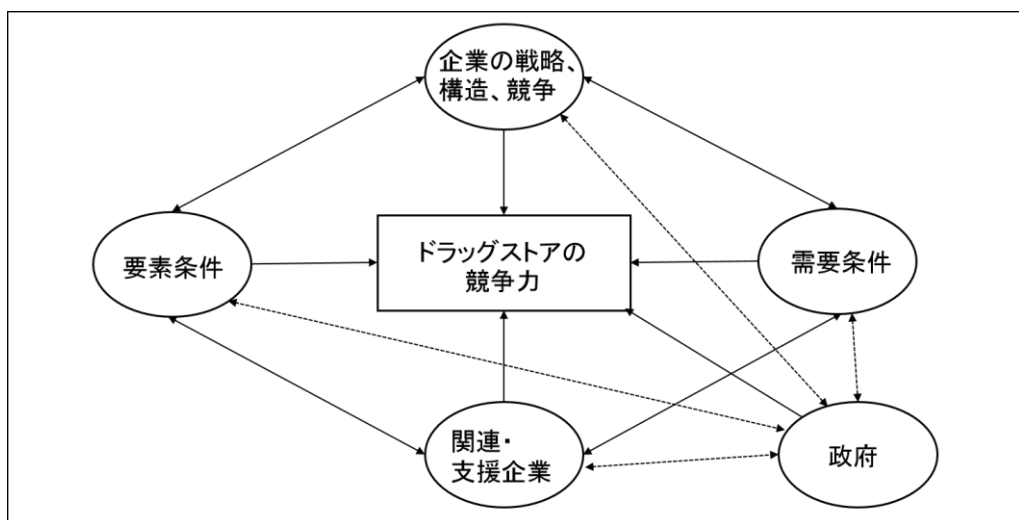 企業の戦略、
構造、競争
要素条件
ドラッグストアの
競争力
需要条件
関連・
支援企業
政府